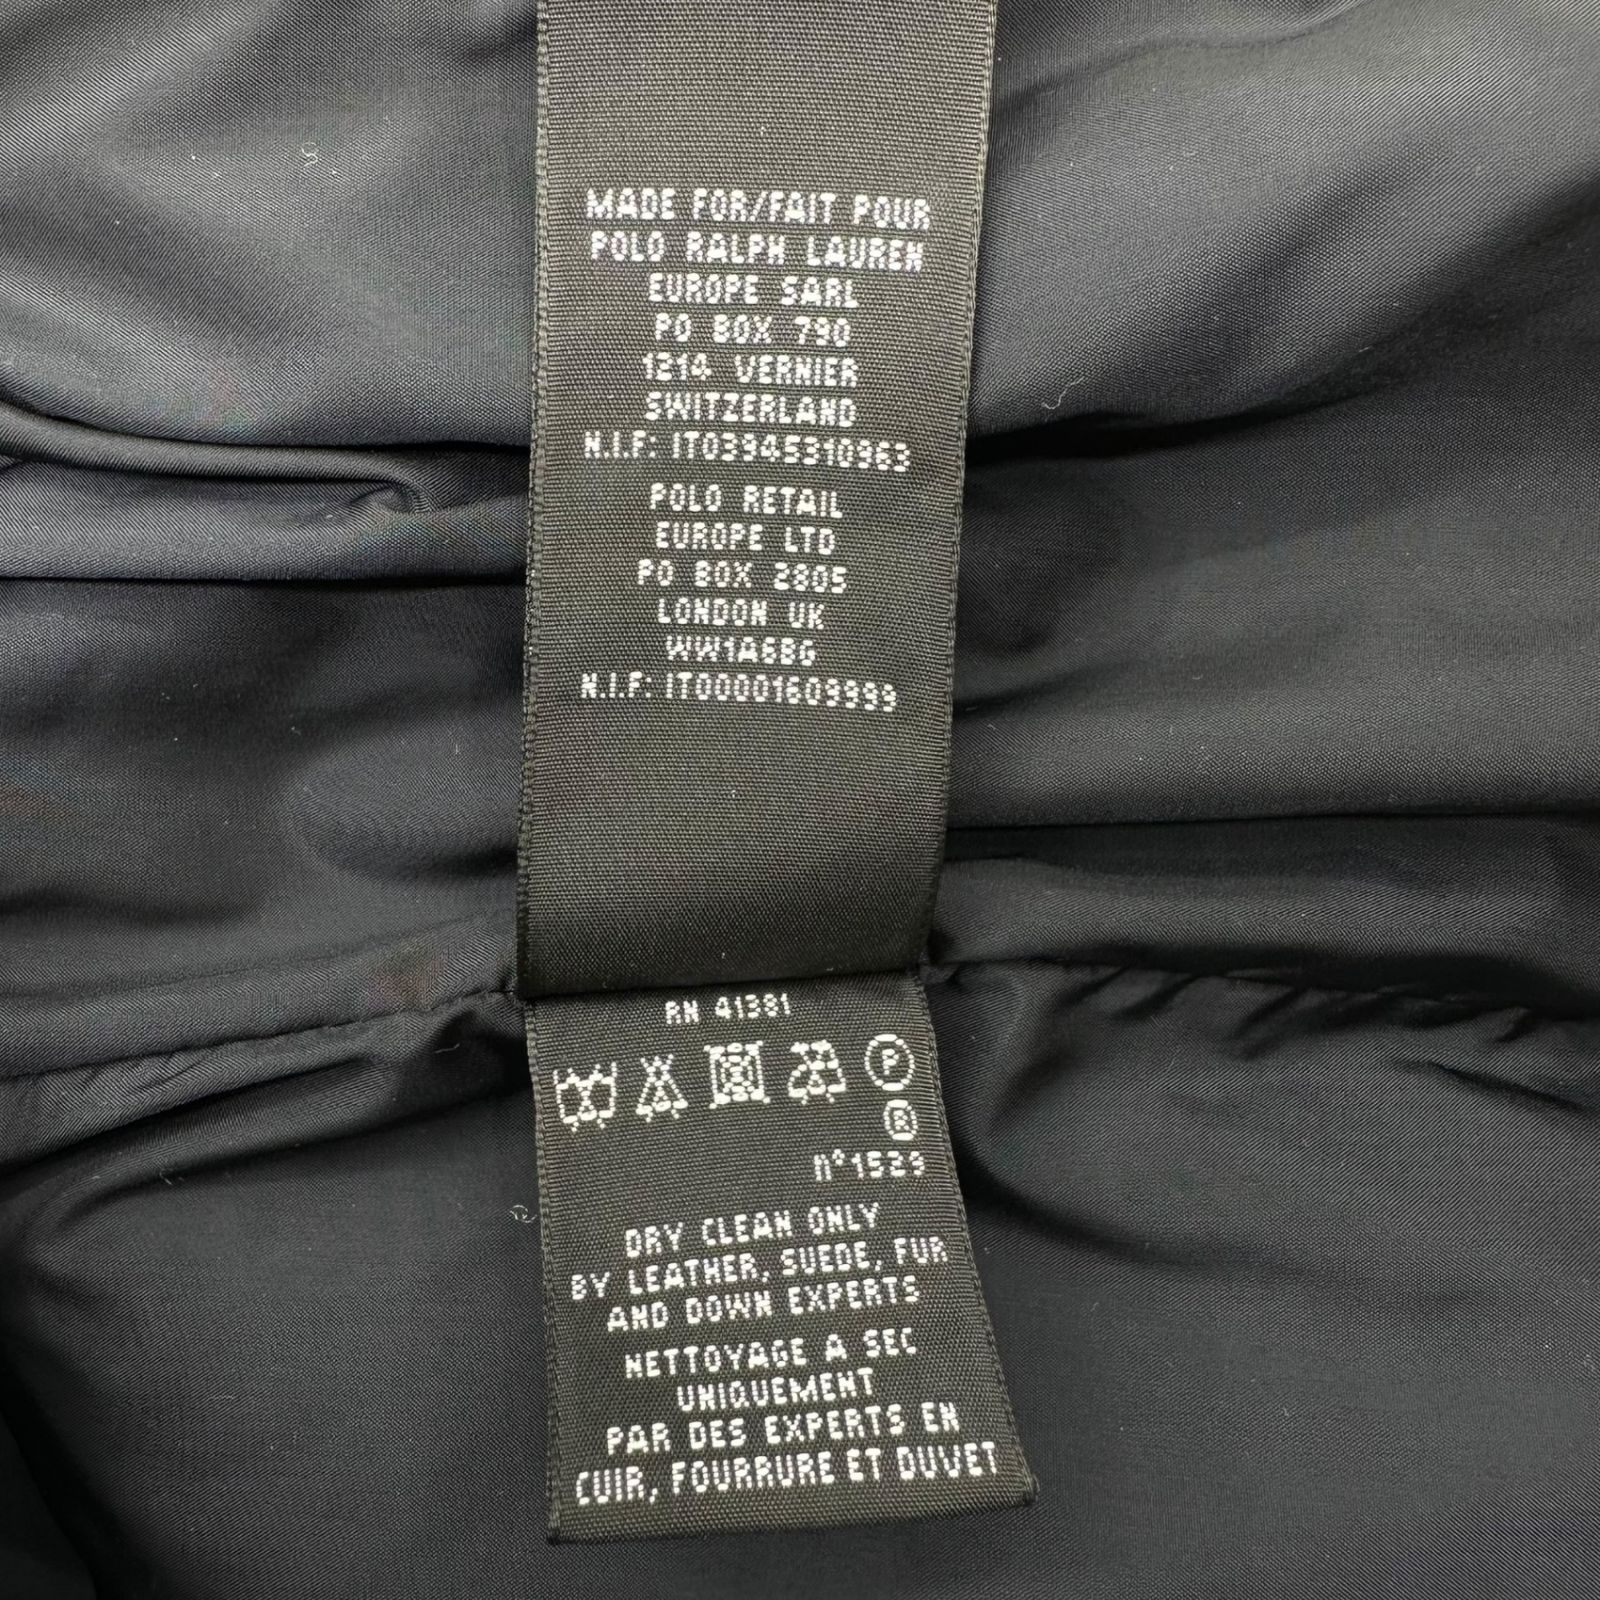 MADE FOR/FAIT POUR
POLO RALPH LAUREN
EUROPE SARL
PO BOX 790
1214 VERNIER
SWITZERLAND
N.I.F: IT03945310963
POLO RETAIL
EUROPE LTD
PO BOX 2805
LONDON UK
WW1A6BG
N.I.F: IT00001603999
RN 41381
P
®
n°1529
DRY CLEAN ONLY
BY LEATHER, SUEDE, FUR
AND DOWN EXPERTS
NETTOYAGE A SEC
UNIQUEMENT
PAR DES EXPERTS EN
CUIR, FOURRURE ET DUVET